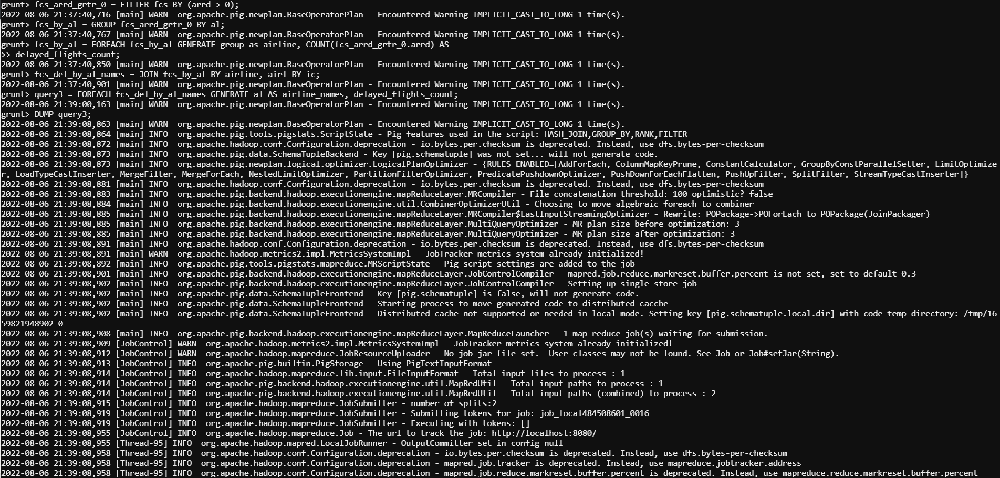 grunt> fcs_arrd_grtr_0 = FILTER fcs BY (arrd > 0);
2022-08-06 21:37:40,716 [main] WARN  org.apache.pig.newplan.BaseOperatorPlan - Encountered Warning IMPLICIT_CAST_TO_LONG 1 time(s).
grunt> fcs_by_al = GROUP fcs_arrd_grtr_0 BY al;
2022-08-06 21:37:40,767 [main] WARN  org.apache.pig.newplan.BaseOperatorPlan - Encountered Warning IMPLICIT_CAST_TO_LONG 1 time(s).
grunt> fcs_by_al = FOREACH fcs_by_al GENERATE group as airline, COUNT(fcs_arrd_grtr_0.arrd) AS
>> delayed_flights_count;
2022-08-06 21:37:40,850 [main] WARN  org.apache.pig.newplan.BaseOperatorPlan - Encountered Warning IMPLICIT_CAST_TO_LONG 1 time(s).
grunt> fcs_del_by_al_names = JOIN fcs_by_al BY airline, airl BY ic;
2022-08-06 21:37:40,901 [main] WARN  org.apache.pig.newplan.BaseOperatorPlan - Encountered Warning IMPLICIT_CAST_TO_LONG 1 time(s).
grunt> query3 = FOREACH fcs_del_by_al_names GENERATE al AS airline_names, delayed_flights_count;
2022-08-06 21:39:00,163 [main] WARN  org.apache.pig.newplan.BaseOperatorPlan - Encountered Warning IMPLICIT_CAST_TO_LONG 1 time(s).
grunt> DUMP query3;
2022-08-06 21:39:08,863 [main] WARN  org.apache.pig.newplan.BaseOperatorPlan - Encountered Warning IMPLICIT_CAST_TO_LONG 1 time(s).
2022-08-06 21:39:08,864 [main] INFO  org.apache.pig.tools.pigstats.ScriptState - Pig features used in the script: HASH_JOIN,GROUP_BY,RANK,FILTER
2022-08-06 21:39:08,872 [main] INFO  org.apache.hadoop.conf.Configuration.deprecation - io.bytes.per.checksum is deprecated. Instead, use dfs.bytes-per-checksum
2022-08-06 21:39:08,873 [main] INFO  org.apache.pig.data.SchemaTupleBackend - Key [pig.schematuple] was not set... will not generate code.
2022-08-06 21:39:08,873 [main] INFO  org.apache.pig.newplan.logical.optimizer.LogicalPlanOptimizer - {RULES_ENABLED=[AddForEach, ColumnMapKeyPrune, ConstantCalculator, GroupByConstParallelSetter, LimitOptimize
r, LoadTypeCastInserter, MergeFilter, MergeForEach, NestedLimitOptimizer, PartitionFilterOptimizer, PredicatePushdownOptimizer, PushDownForEachFlatten, PushUpFilter, SplitFilter, StreamTypeCastInserter]}
2022-08-06 21:39:08,881 [main] INFO  org.apache.hadoop.conf.Configuration.deprecation - io.bytes.per.checksum is deprecated. Instead, use dfs.bytes-per-checksum
2022-08-06 21:39:08,883 [main] INFO  org.apache.pig.backend.hadoop.executionengine.mapReduceLayer.MRCompiler - File concatenation threshold: 100 optimistic? false
2022-08-06 21:39:08,884 [main] INFO  org.apache.pig.backend.hadoop.executionengine.util.CombinerOptimizerUtil - Choosing to move algebraic foreach to combiner
2022-08-06 21:39:08,885 [main] INFO  org.apache.pig.backend.hadoop.executionengine.mapReduceLayer.MRCompiler$LastInputStreamingOptimizer - Rewrite: POPackage->POForEach to POPackage(JoinPackager)
2022-08-06 21:39:08,885 [main] INFO  org.apache.pig.backend.hadoop.executionengine.mapReduceLayer.MultiQueryOptimizer - MR plan size before optimization: 3
2022-08-06 21:39:08,885 [main] INFO  org.apache.pig.backend.hadoop.executionengine.mapReduceLayer.MultiQueryOptimizer - MR plan size after optimization: 3
2022-08-06 21:39:08,891 [main] INFO  org.apache.hadoop.conf.Configuration.deprecation - io.bytes.per.checksum is deprecated. Instead, use dfs.bytes-per-checksum
2022-08-06 21:39:08,891 [main] WARN  org.apache.hadoop.metrics2.impl.MetricsSystemImpl - JobTracker metrics system already initialized!
2022-08-06 21:39:08,892 [main] INFO  org.apache.pig.tools.pigstats.mapreduce.MRScriptState - Pig script settings are added to the job
2022-08-06 21:39:08,901 [main] INFO  org.apache.pig.backend.hadoop.executionengine.mapReduceLayer.JobControlCompiler - mapred.job.reduce.markreset.buffer.percent is not set, set to default 0.3
2022-08-06 21:39:08,902 [main] INFO  org.apache.pig.backend.hadoop.executionengine.mapReduceLayer.JobControlCompiler - Setting up single store job
2022-08-06 21:39:08,902 [main] INFO  org.apache.pig.data.SchemaTupleFrontend - Key [pig.schematuple] is false, will not generate code.
2022-08-06 21:39:08,902 [main] INFO  org.apache.pig.data.SchemaTupleFrontend - Starting process to move generated code to distributed cacche
2022-08-06 21:39:08,902 [main] INFO  org.apache.pig.data.SchemaTupleFrontend - Distributed cache not supported or needed in local mode. Setting key [pig.schematuple.local.dir] with code temp directory: /tmp/16
59821948902-0
2022-08-06 21:39:08,908 [main] INFO  org.apache.pig.backend.hadoop.executionengine.mapReduceLayer.MapReduceLauncher - 1 map-reduce job(s) waiting for submission.
2022-08-06 21:39:08,909 [JobControl] WARN  org.apache.hadoop.metrics2.impl.MetricsSystemImpl - JobTracker metrics system already initialized!
2022-08-06 21:39:08,912 [JobControl] WARN  org.apache.hadoop.mapreduce.JobResourceUploader - No job jar file set.  User classes may not be found. See Job or Job#setJar(String).
2022-08-06 21:39:08,913 [JobControl] INFO  org.apache.pig.builtin.PigStorage - Using PigTextInputFormat
2022-08-06 21:39:08,914 [JobControl] INFO  org.apache.hadoop.mapreduce.lib.input.FileInputFormat - Total input files to process : 1
2022-08-06 21:39:08,914 [JobControl] INFO  org.apache.pig.backend.hadoop.executionengine.util.MapRedUtil - Total input paths to process : 1
2022-08-06 21:39:08,914 [JobControl] INFO  org.apache.pig.backend.hadoop.executionengine.util.MapRedUtil - Total input paths (combined) to process : 2
2022-08-06 21:39:08,915 [JobControl] INFO  org.apache.hadoop.mapreduce.JobSubmitter - number of splits:2
2022-08-06 21:39:08,919 [JobControl] INFO  org.apache.hadoop.mapreduce.JobSubmitter - Submitting tokens for job: job_local484508601_0016
2022-08-06 21:39:08,919 [JobControl] INFO  org.apache.hadoop.mapreduce.JobSubmitter - Executing with tokens: []
2022-08-06 21:39:08,955 [JobControl] INFO  org.apache.hadoop.mapreduce.Job - The url to track the job: http://localhost:8080/
2022-08-06 21:39:08,955 [Thread-95] INFO  org.apache.hadoop.mapred.LocalJobRunner - OutputCommitter set in config null
2022-08-06 21:39:08,958 [Thread-95] INFO  org.apache.hadoop.conf.Configuration.deprecation - io.bytes.per.checksum is deprecated. Instead, use dfs.bytes-per-checksum
2022-08-06 21:39:08,958 [Thread-95] INFO  org.apache.hadoop.conf.Configuration.deprecation - mapred.job.tracker is deprecated. Instead, use mapreduce.jobtracker.address
2022-08-06 21:39:08,958 [Thread-95] INFO  org.apache.hadoop.conf.Configuration.deprecation - mapred.job.reduce.markreset.buffer.percent is deprecated. Instead, use mapreduce.reduce.markreset.buffer.percent